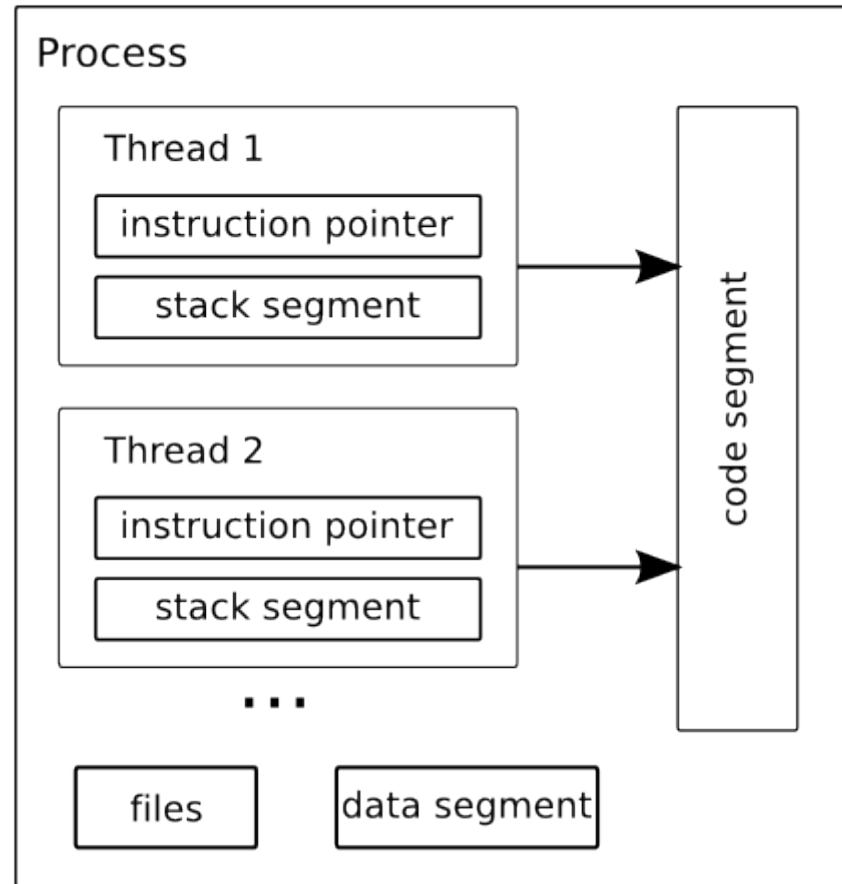 Process
Thread 1
instruction pointer
stack segment
Thread 2
instruction pointer
stack segment
...
code segment
files
data segment